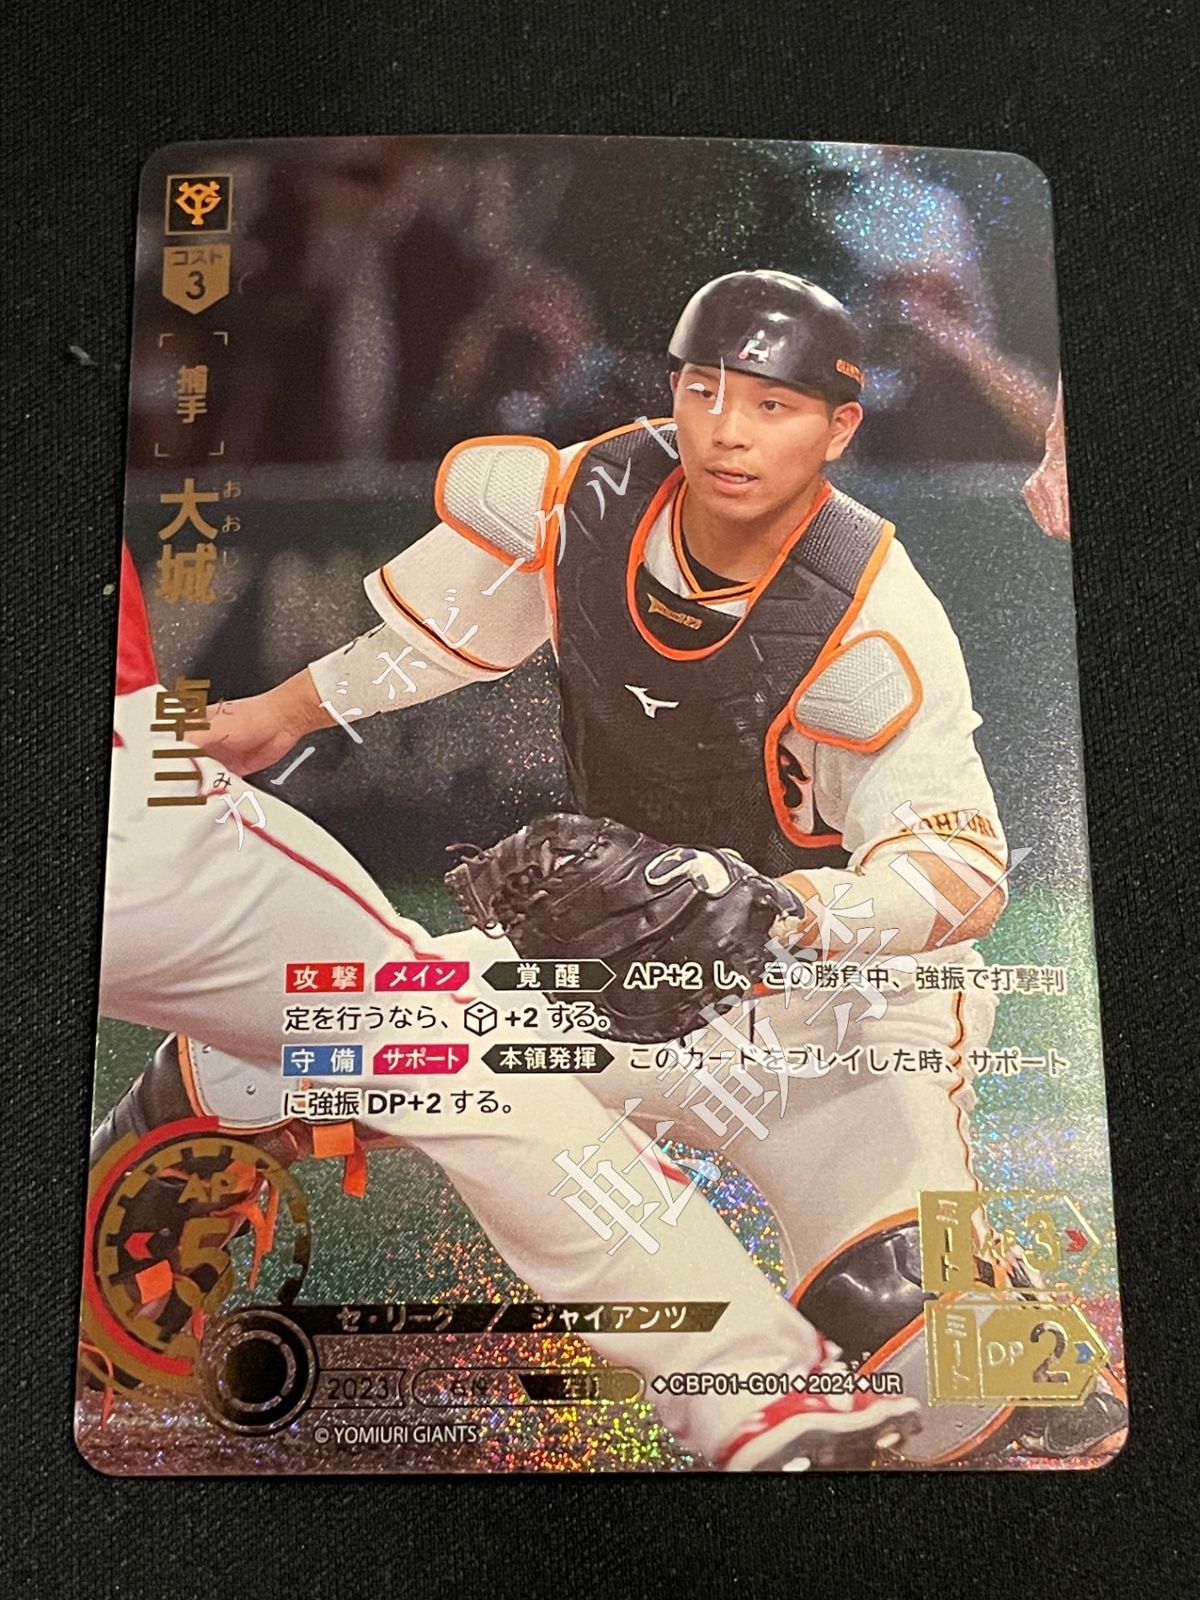 YG
コスト
3
捕手
大城 卓三
おおしろ たくみ
カードホビークルトン
転載禁止
GIANTS
YOMIURI
攻撃 メイン 覚醒 AP+2 し、この勝負中、強振で打撃判
定を行うなら、+2 する。
守備 サポート 本領発揮 このカードをプレイした時、サポート
に強振 DP+2 する。
AP
5
ミート AP 3
ミート DP 2
セ・リーグ / ジャイアンツ
2023
◆CBP01-G01◆2024◆UR
© YOMIURI GIANTS